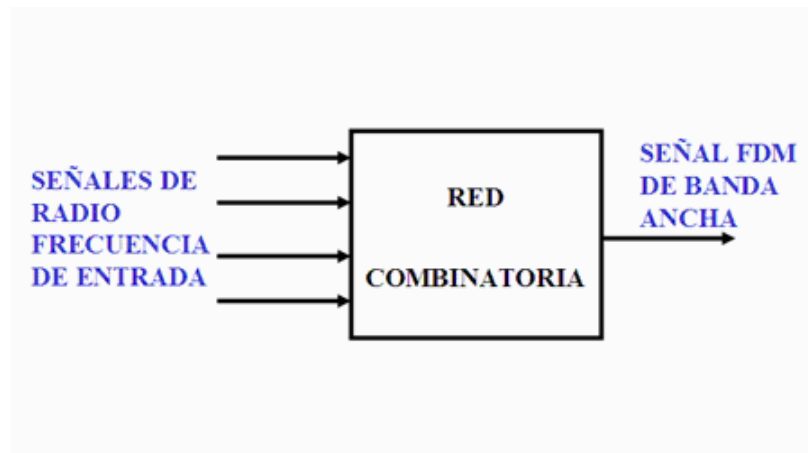 SEÑALES DE
RADIO
FRECUENCIA
DE ENTRADA
RED
COMBINATORIA
SEÑAL FDM
DE BANDA
ANCHA